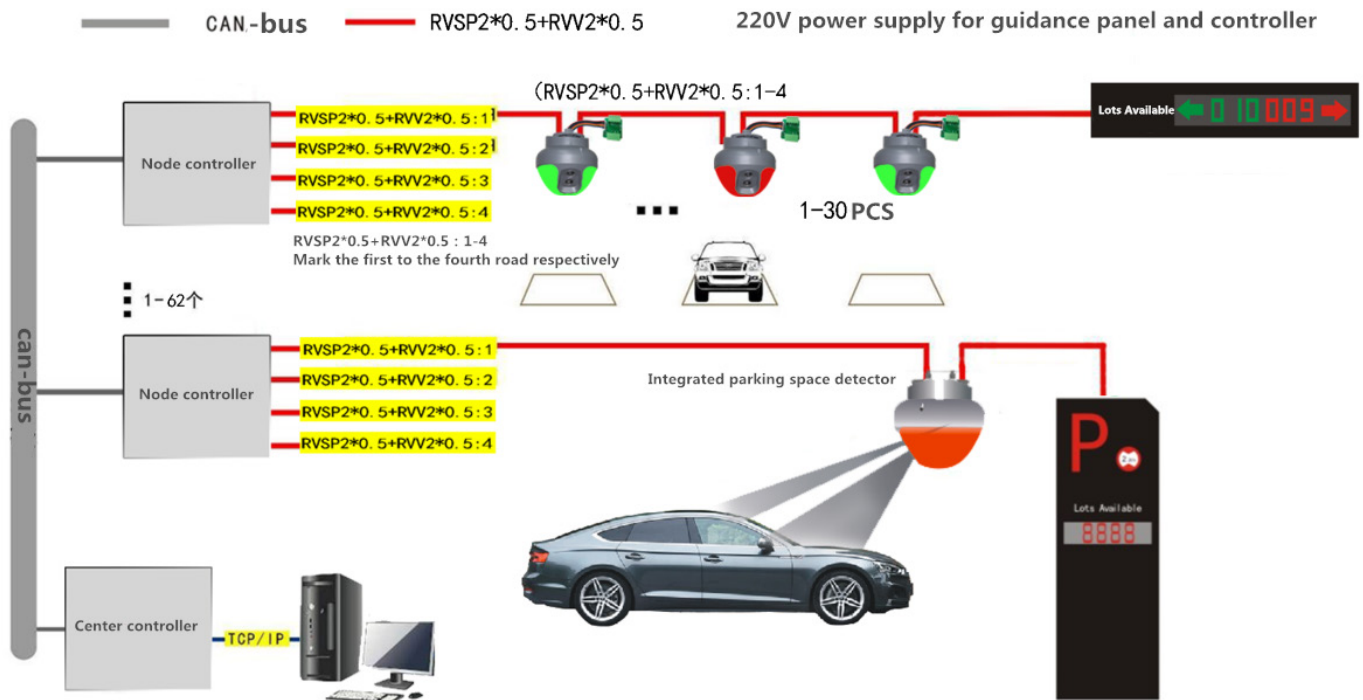 CAN-bus
RVSP2*0.5+RVV2*0.5
220V power supply for guidance panel and controller
(RVSP2*0.5+RVV2*0.5:1-4
Lots Available 010 009
Node controller
RVSP2*0.5+RVV2*0.5:1
RVSP2*0.5+RVV2*0.5:2
RVSP2*0.5+RVV2*0.5:3
RVSP2*0.5+RVV2*0.5:4
1-30 PCS
RVSP2*0.5+RVV2*0.5 : 1-4
Mark the first to the fourth road respectively
1-62个
can-bus
Node controller
RVSP2*0.5+RVV2*0.5:1
RVSP2*0.5+RVV2*0.5:2
RVSP2*0.5+RVV2*0.5:3
RVSP2*0.5+RVV2*0.5:4
Integrated parking space detector
P
Lots Available
8888
Center controller
TCP/IP